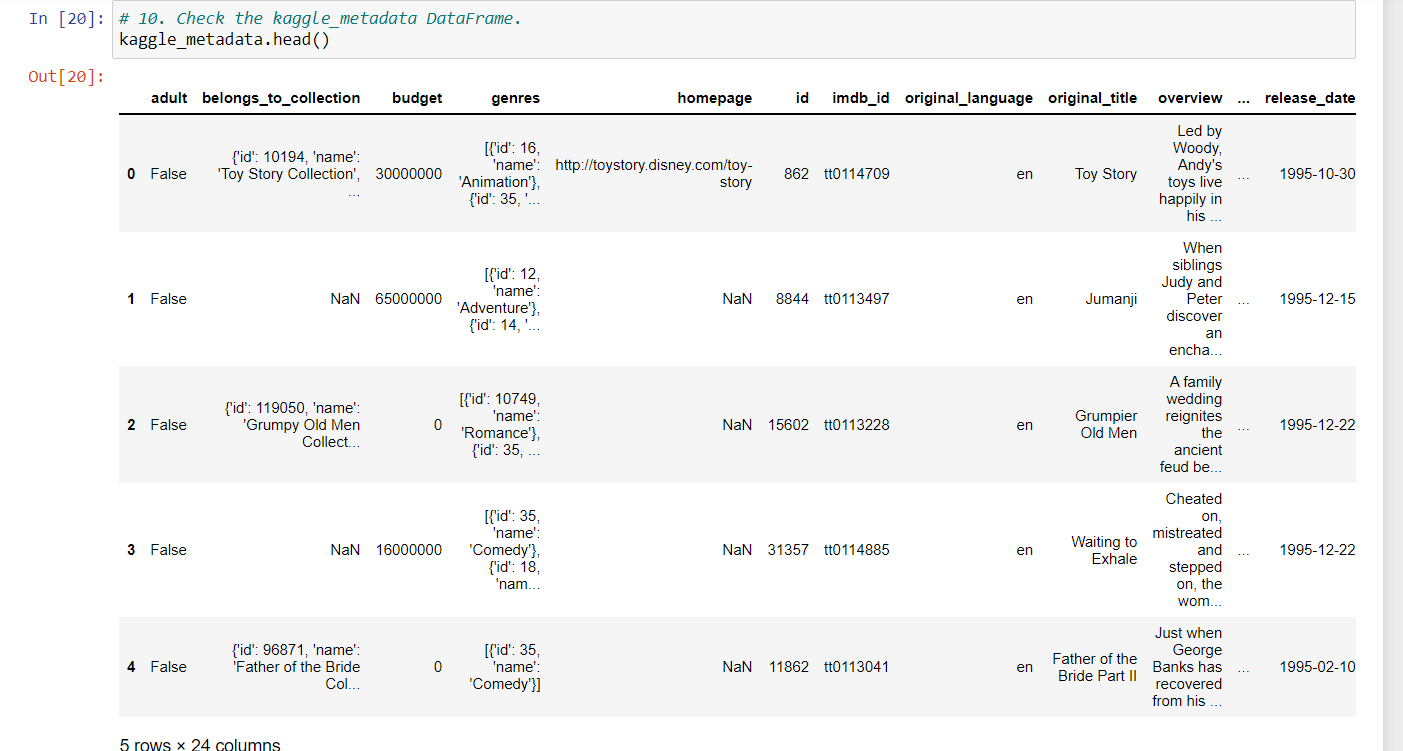 In [20]: # 10. Check the kaggle_metadata DataFrame.
kaggle_metadata.head()
Out[20]:
adult belongs_to_collection budget genres homepage id imdb_id original_language original_title overview ... release_date
0 False {'id': 10194, 'name': 'Toy Story Collection', ... 30000000 [{'id': 16, 'name': 'Animation'}, {'id': 35, '... http://toystory.disney.com/toy-story 862 tt0114709 en Toy Story Led by Woody, Andy's toys live happily in his ... ... 1995-10-30
1 False NaN 65000000 [{'id': 12, 'name': 'Adventure'}, {'id': 14, '... NaN 8844 tt0113497 en Jumanji When siblings Judy and Peter discover an encha... ... 1995-12-15
2 False {'id': 119050, 'name': 'Grumpy Old Men Collect... 0 [{'id': 10749, 'name': 'Romance'}, {'id': 35, ... NaN 15602 tt0113228 en Grumpier Old Men A family wedding reignites the ancient feud be... ... 1995-12-22
3 False NaN 16000000 [{'id': 35, 'name': 'Comedy'}, {'id': 18, 'nam... NaN 31357 tt0114885 en Waiting to Exhale Cheated on, mistreated and stepped on, the wom... ... 1995-12-22
4 False {'id': 96871, 'name': 'Father of the Bride Col... 0 [{'id': 35, 'name': 'Comedy'}] NaN 11862 tt0113041 en Father of the Bride Part II Just when George Banks has recovered from his ... ... 1995-02-10
5 rows × 24 columns